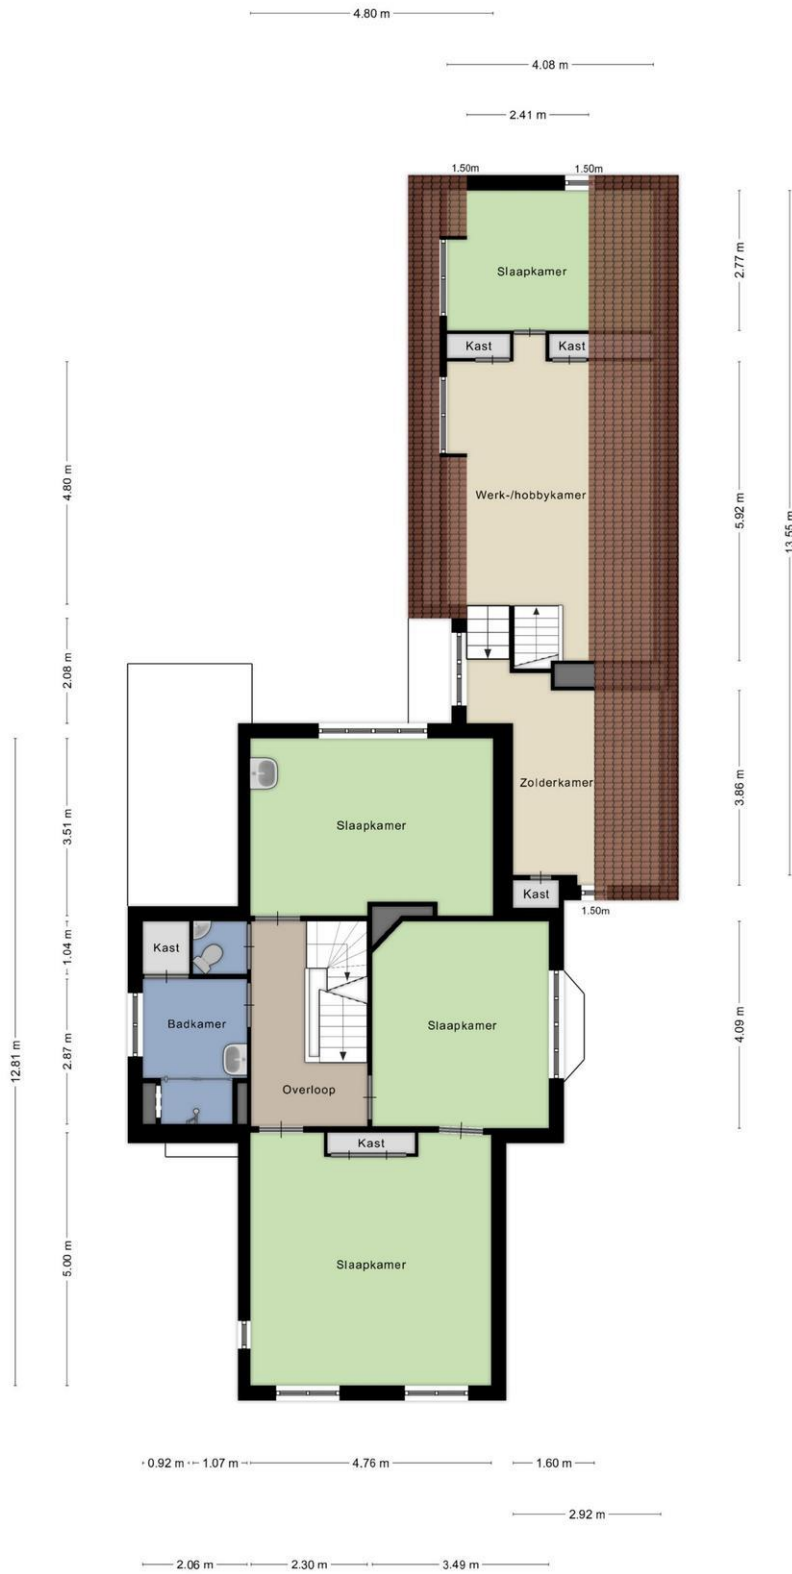 4.80 m
4.08 m
2.41 m
1.50m
1.50m
Slaapkamer
2.77 m
Kast
Kast
Werk-/hobbykamer
4.80 m
5.92 m
13.55 m
2.08 m
Zolderkamer
3.86 m
Slaapkamer
3.51 m
Kast
1.50m
Kast
1.04 m
Badkamer
Slaapkamer
2.87 m
4.09 m
12.81 m
Overloop
Kast
Slaapkamer
5.00 m
0.92 m
1.07 m
4.76 m
1.60 m
2.92 m
2.06 m
2.30 m
3.49 m